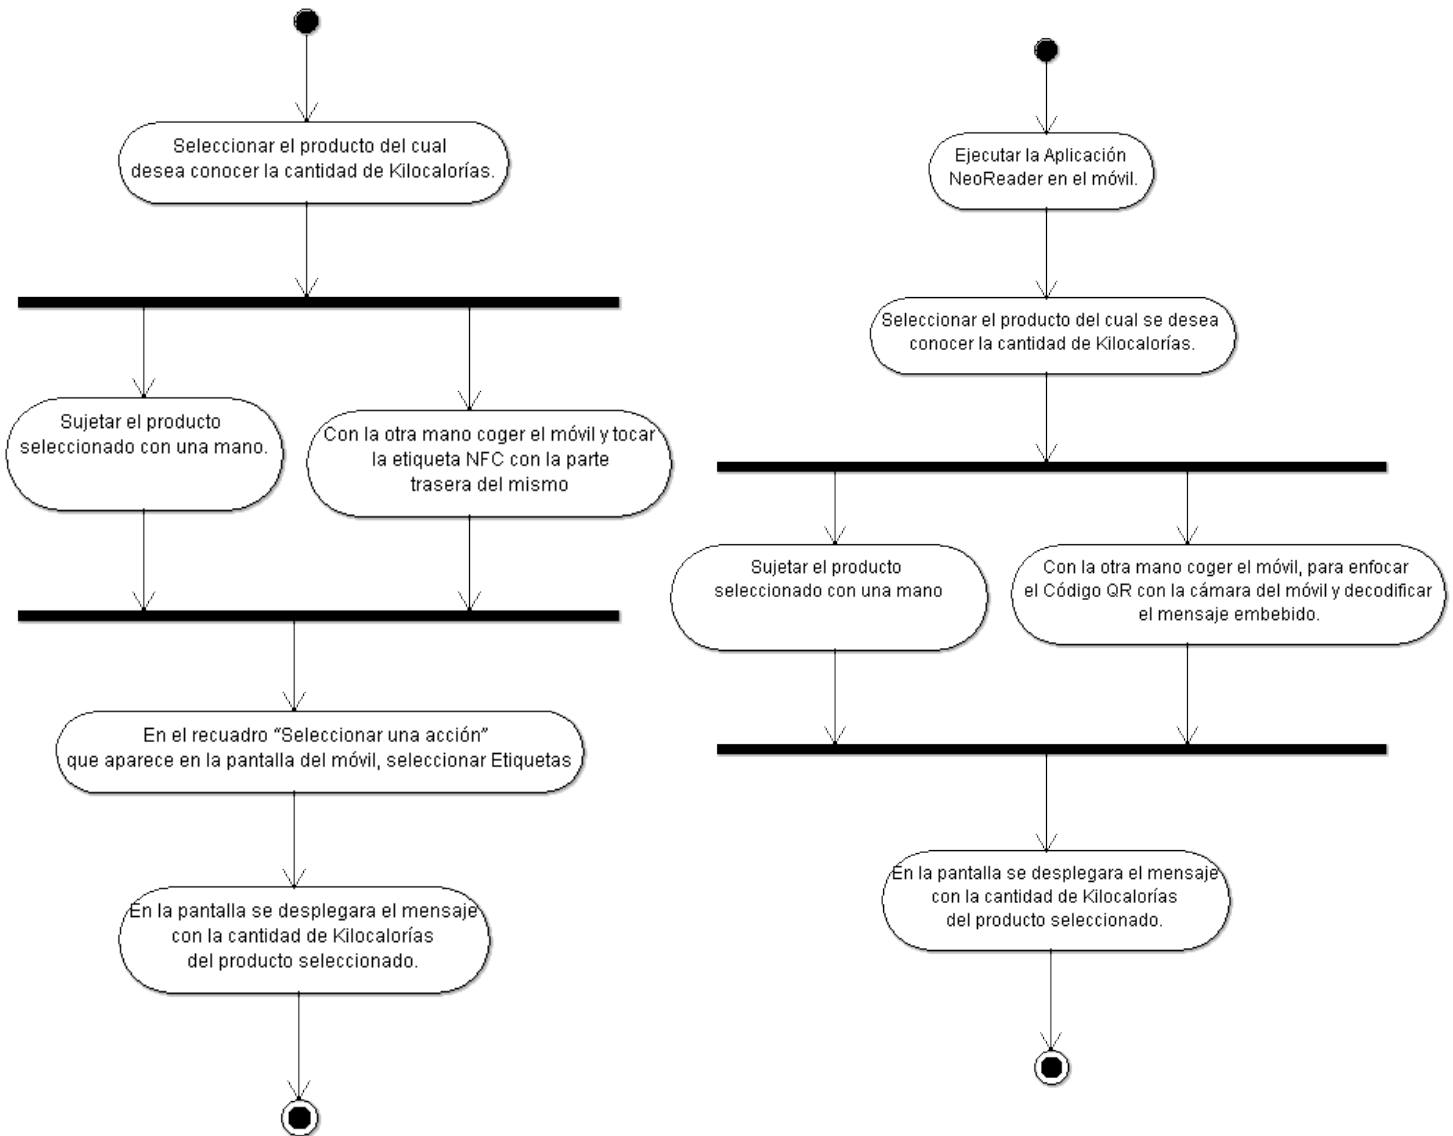 Seleccionar el producto del cual
desea conocer la cantidad de Kilocalorías.
Sujetar el producto
seleccionado con una mano.
Con la otra mano coger el móvil y tocar
la etiqueta NFC con la parte
trasera del mismo
En el recuadro “Seleccionar una acción”
que aparece en la pantalla del móvil, seleccionar Etiquetas
En la pantalla se desplegara el mensaje
con la cantidad de Kilocalorías
del producto seleccionado.
Ejecutar la Aplicación
NeoReader en el móvil.
Seleccionar el producto del cual se desea
conocer la cantidad de Kilocalorías.
Sujetar el producto
seleccionado con una mano
Con la otra mano coger el móvil, para enfocar
el Código QR con la cámara del móvil y decodificar
el mensaje embebido.
En la pantalla se desplegara el mensaje
con la cantidad de Kilocalorías
del producto seleccionado.